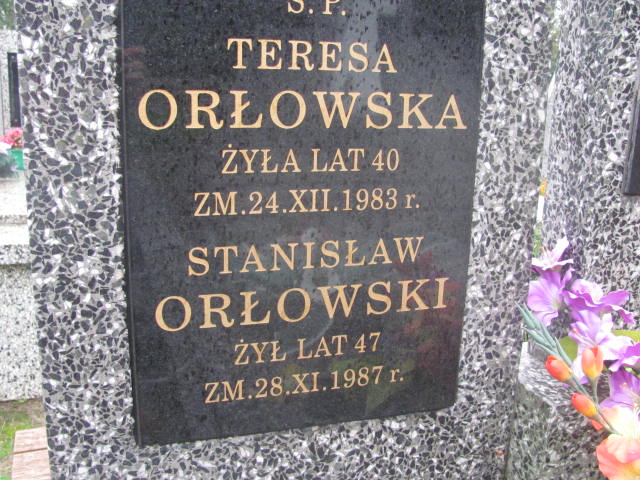 S. P.
TERESA
ORŁOWSKA
ŻYŁA LAT 40
ZM.24.XII.1983 r.
STANISŁAW
ORŁOWSKI
ŻYŁ LAT 47
ZM.28.XI.1987 r.